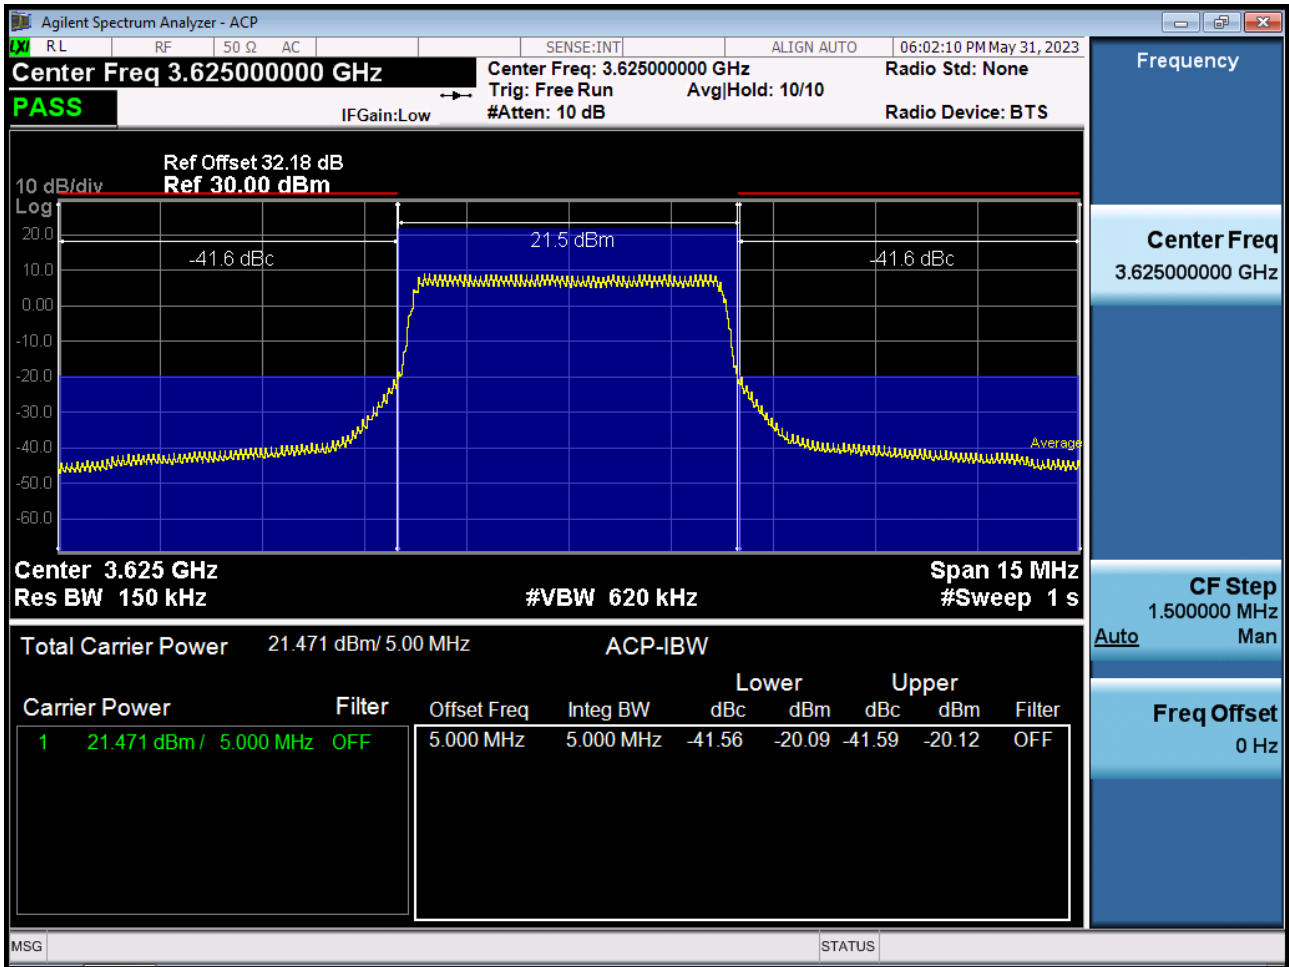 Agilent Spectrum Analyzer - ACP
LXI RL RF 50 Ω AC SENSE:INT ALIGN AUTO 06:02:10 PM May 31, 2023
Center Freq 3.625000000 GHz
PASS
IFGain:Low
Center Freq: 3.625000000 GHz
Trig: Free Run Avg|Hold: 10/10
#Atten: 10 dB
Radio Std: None
Radio Device: BTS
Ref Offset 32.18 dB
10 dB/div Ref 30.00 dBm
Log
20.0
10.0
0.00
-10.0
-20.0
-30.0
-40.0
-50.0
-60.0
-41.6 dBc
21.5 dBm
-41.6 dBc
Average
Center 3.625 GHz Span 15 MHz
Res BW 150 kHz #VBW 620 kHz #Sweep 1 s
Total Carrier Power 21.471 dBm/ 5.00 MHz ACP-IBW
Lower Upper
Carrier Power Filter Offset Freq Integ BW dBc dBm dBc dBm Filter
1 21.471 dBm / 5.000 MHz OFF 5.000 MHz 5.000 MHz -41.56 -20.09 -41.59 -20.12 OFF
MSG STATUS
Frequency
Center Freq
3.625000000 GHz
CF Step
1.500000 MHz
Auto Man
Freq Offset
0 Hz